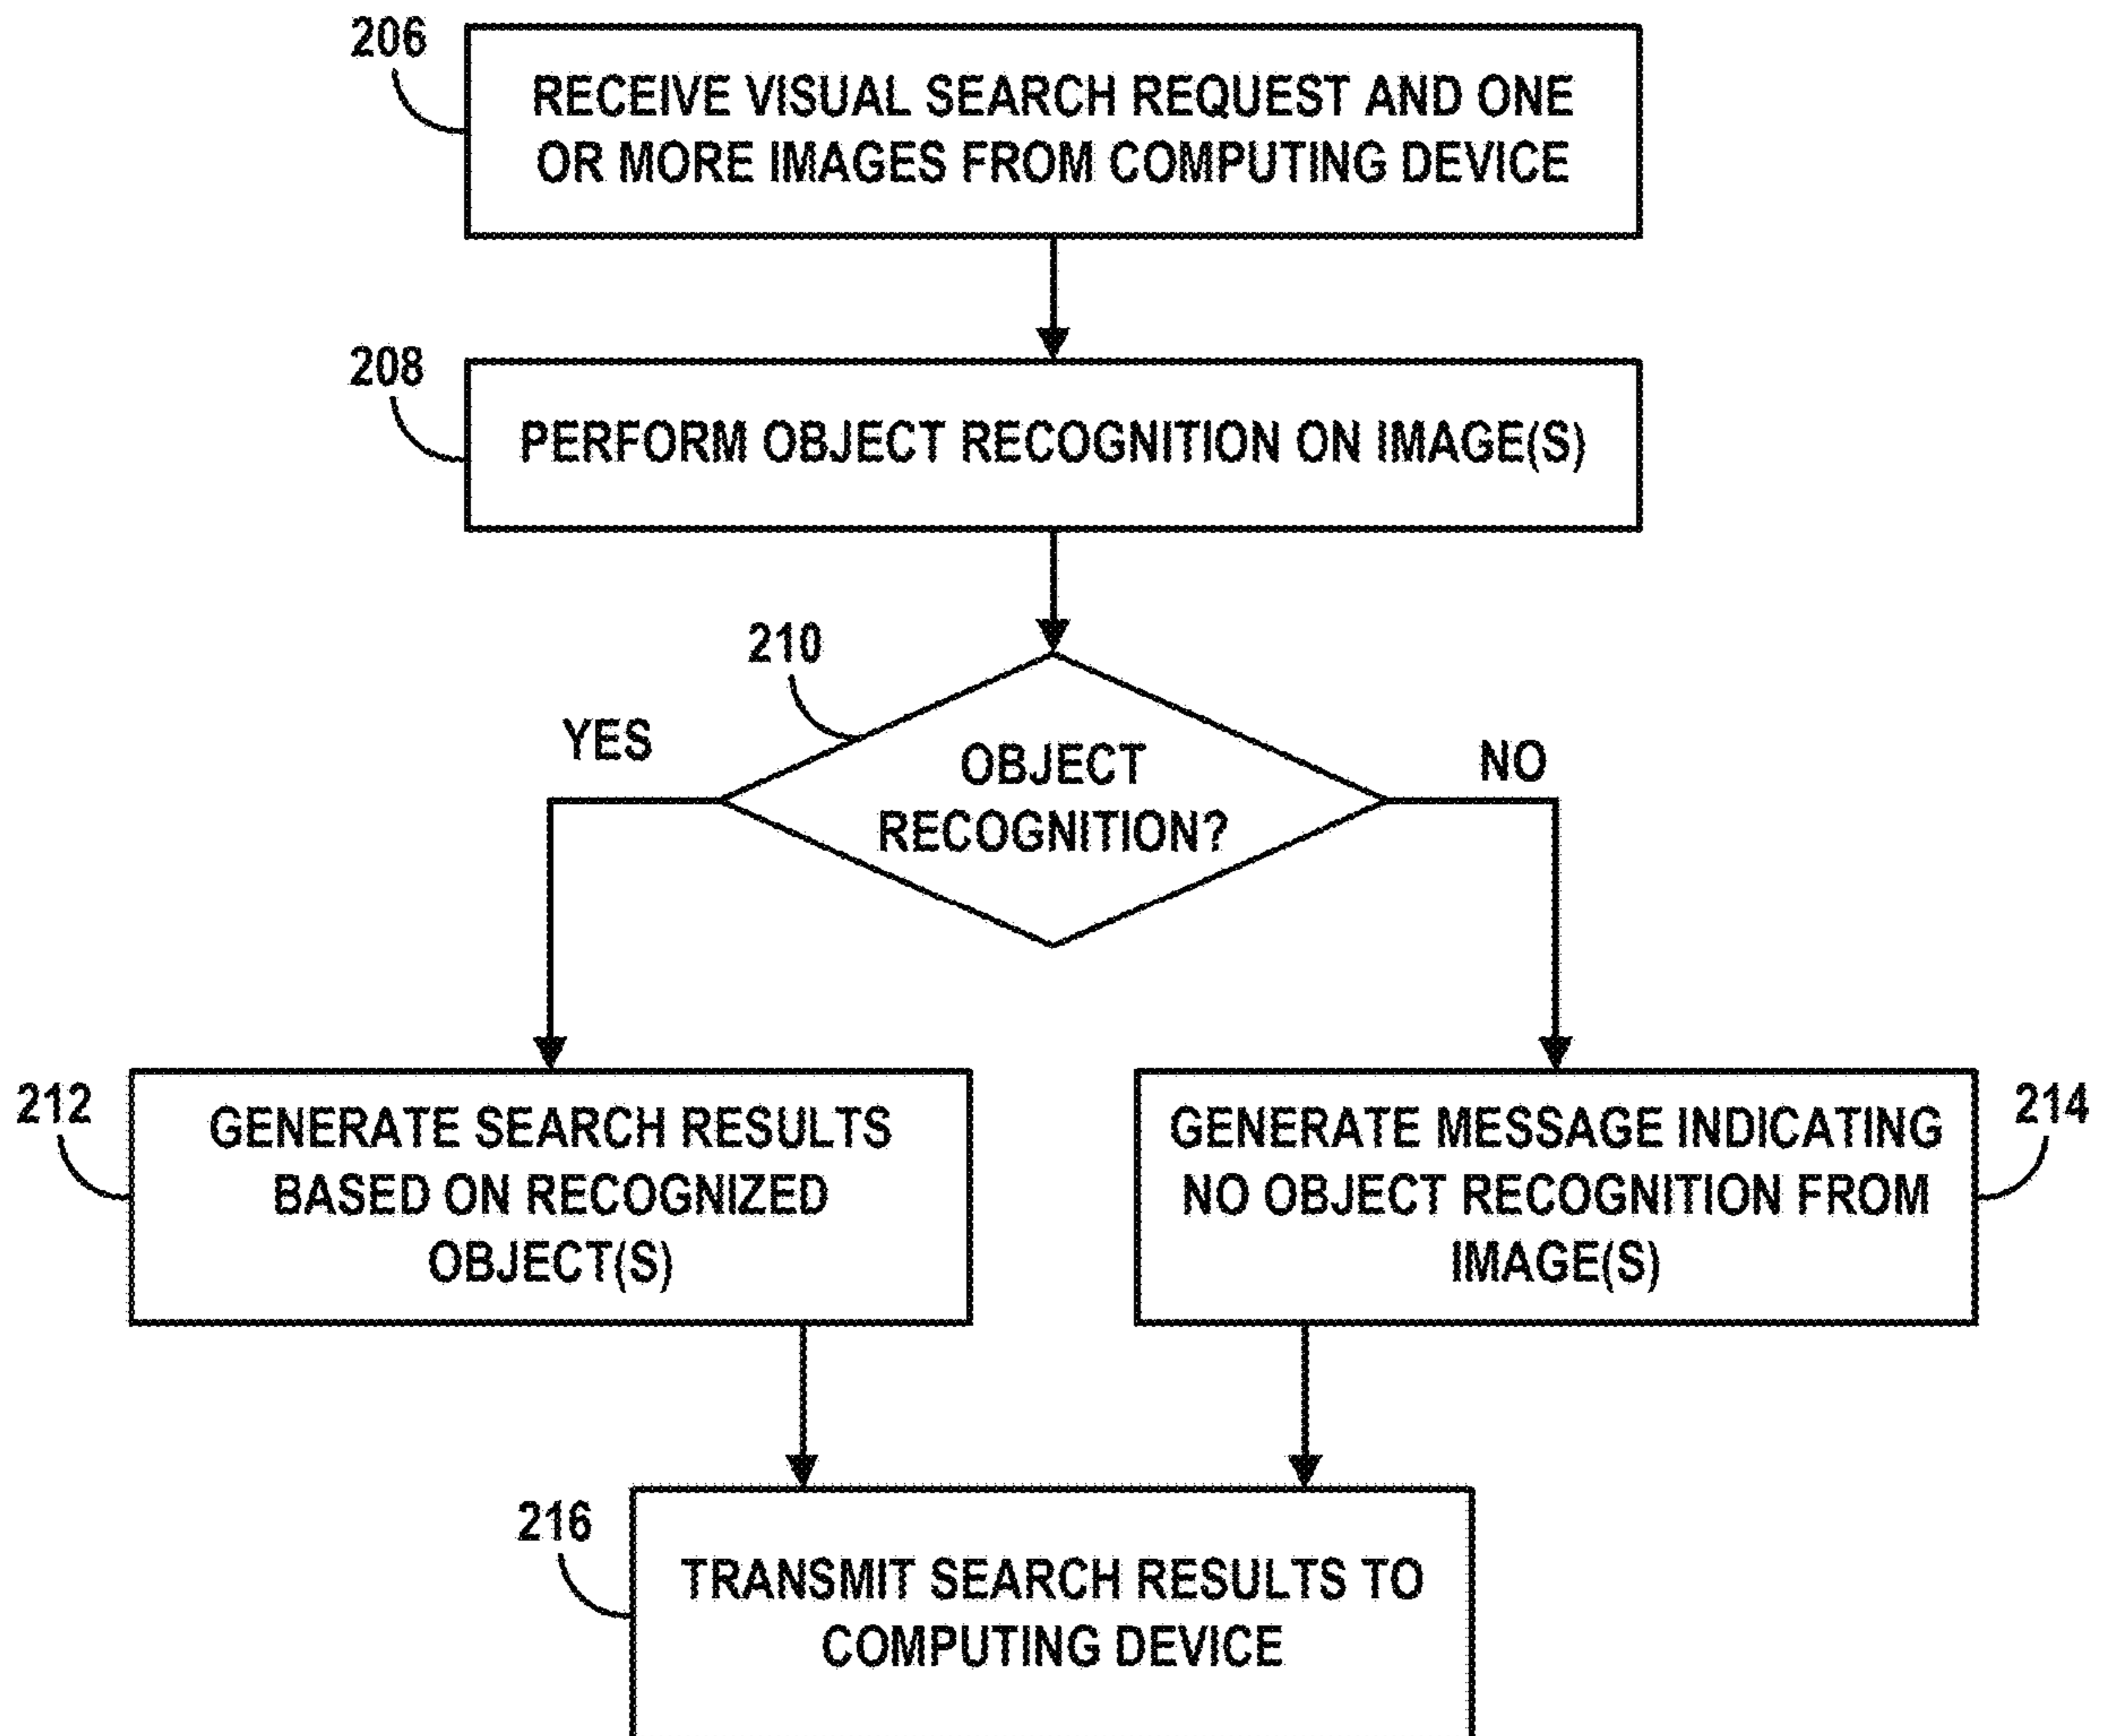 206
RECEIVE VISUAL SEARCH REQUEST AND ONE
OR MORE IMAGES FROM COMPUTING DEVICE
208
PERFORM OBJECT RECOGNITION ON IMAGE(S)
210
YES
OBJECT
RECOGNITION?
NO
212
GENERATE SEARCH RESULTS
BASED ON RECOGNIZED
OBJECT(S)
GENERATE MESSAGE INDICATING
NO OBJECT RECOGNITION FROM
IMAGE(S)
214
216
TRANSMIT SEARCH RESULTS TO
COMPUTING DEVICE